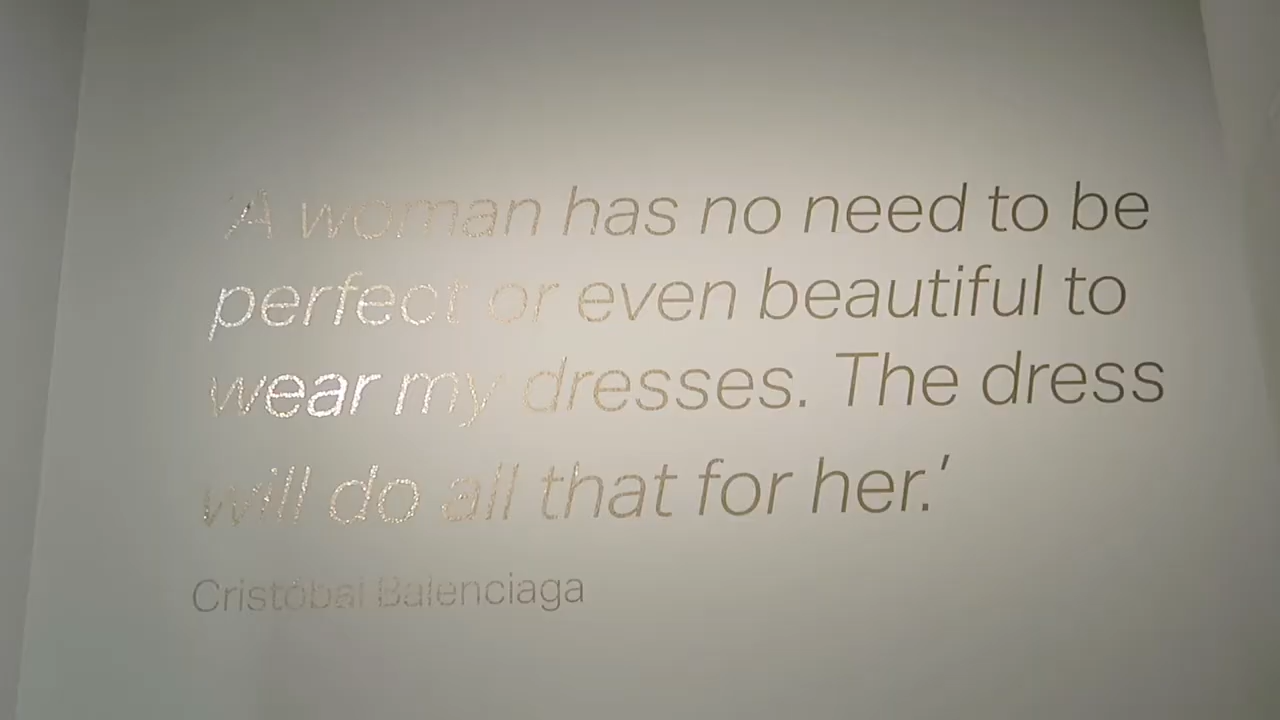 'A woman has no need to be
perfect or even beautiful to
wear my dresses. The dress
will do all that for her.'
Cristóbal Balenciaga